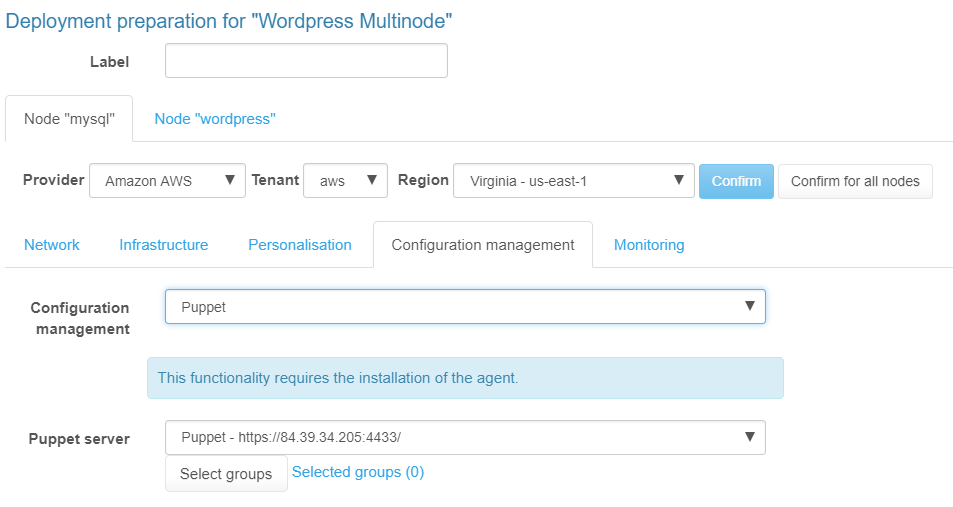 Deployment preparation for "Wordpress Multinode"
Label
Node "mysql" Node "wordpress"
Provider Amazon AWS Tenant aws Region Virginia - us-east-1 Confirm Confirm for all nodes
Network Infrastructure Personalisation Configuration management Monitoring
Configuration
management
Puppet
This functionality requires the installation of the agent.
Puppet server Puppet - https://84.39.34.205:4433/
Select groups Selected groups (0)